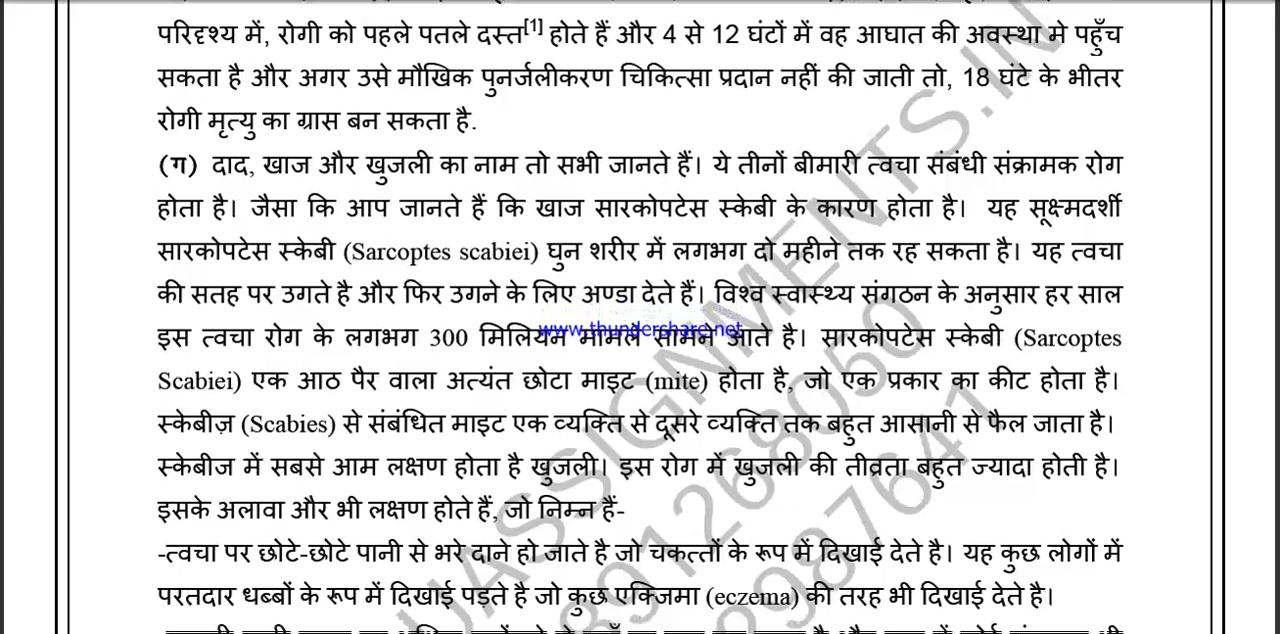 परिदृश्य में, रोगी को पहले पतले दस्त[1] होते हैं और 4 से 12 घंटों में वह आघात की अवस्था मे पहुँच
सकता है और अगर उसे मौखिक पुनर्जलीकरण चिकित्सा प्रदान नहीं की जाती तो, 18 घंटे के भीतर
रोगी मृत्यु का ग्रास बन सकता है.
(ग) दाद, खाज और खुजली का नाम तो सभी जानते हैं। ये तीनों बीमारी त्वचा संबंधी संक्रामक रोग
होता है। जैसा कि आप जानते हैं कि खाज सारकोपटेस स्केबी के कारण होता है। यह सूक्ष्मदर्शी
सारकोपटेस स्केबी (Sarcoptes scabiei) घुन शरीर में लगभग दो महीने तक रह सकता है। यह त्वचा
की सतह पर उगते है और फिर उगने के लिए अण्डा देते हैं। विश्व स्वास्थ्य संगठन के अनुसार हर साल
इस त्वचा रोग के लगभग 300 मिलियन मामले सामने आते है। सारकोपटेस स्केबी (Sarcoptes
www.thundershare.net
Scabiei) एक आठ पैर वाला अत्यंत छोटा माइट (mite) होता है, जो एक प्रकार का कीट होता है।
स्केबीज़ (Scabies) से संबंधित माइट एक व्यक्ति से दूसरे व्यक्ति तक बहुत आसानी से फैल जाता है।
स्केबीज में सबसे आम लक्षण होता है खुजली। इस रोग में खुजली की तीव्रता बहुत ज्यादा होती है।
इसके अलावा और भी लक्षण होते हैं, जो निम्न हैं-
-त्वचा पर छोटे-छोटे पानी से भरे दाने हो जाते है जो चकत्तों के रूप में दिखाई देते है। यह कुछ लोगों में
परतदार धब्बों के रूप में दिखाई पड़ते है जो कुछ एक्जिमा (eczema) की तरह भी दिखाई देते है।